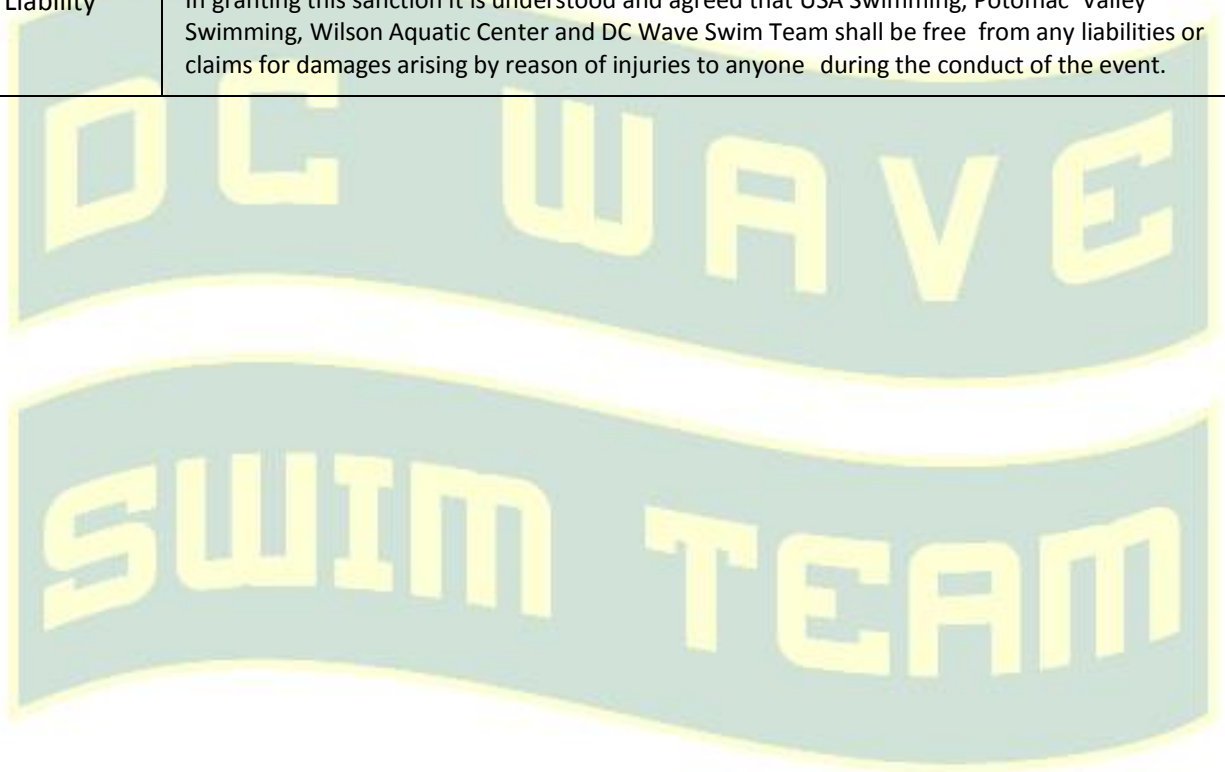 Liability
In granting this sanction it is understood and agreed that USA Swimming, Potomac Valley
Swimming, Wilson Aquatic Center and DC Wave Swim Team shall be free from any liabilities or
claims for damages arising by reason of injuries to anyone during the conduct of the event.
DC WAVE
SWIM TEAM